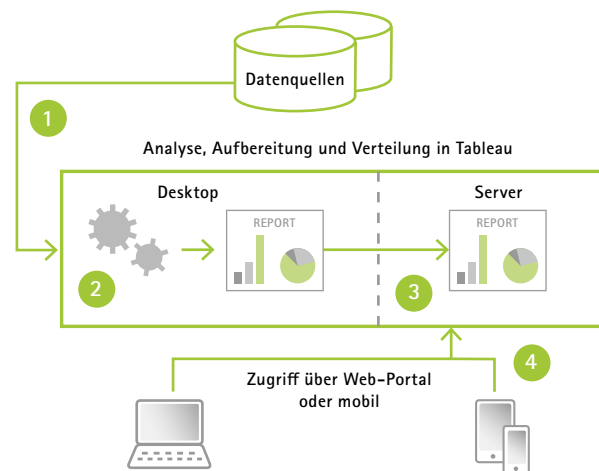 Datenquellen
1
Analyse, Aufbereitung und Verteilung in Tableau
Desktop
Server
REPORT
REPORT
2
3
4
Zugriff über Web-Portal
oder mobil